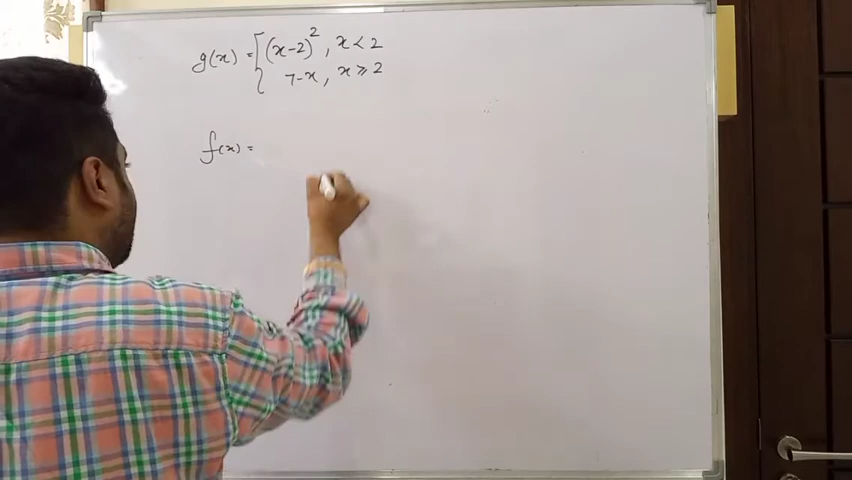 g(x) = { (x-2)², x < 2
7-x, x ≥ 2
f(x) =